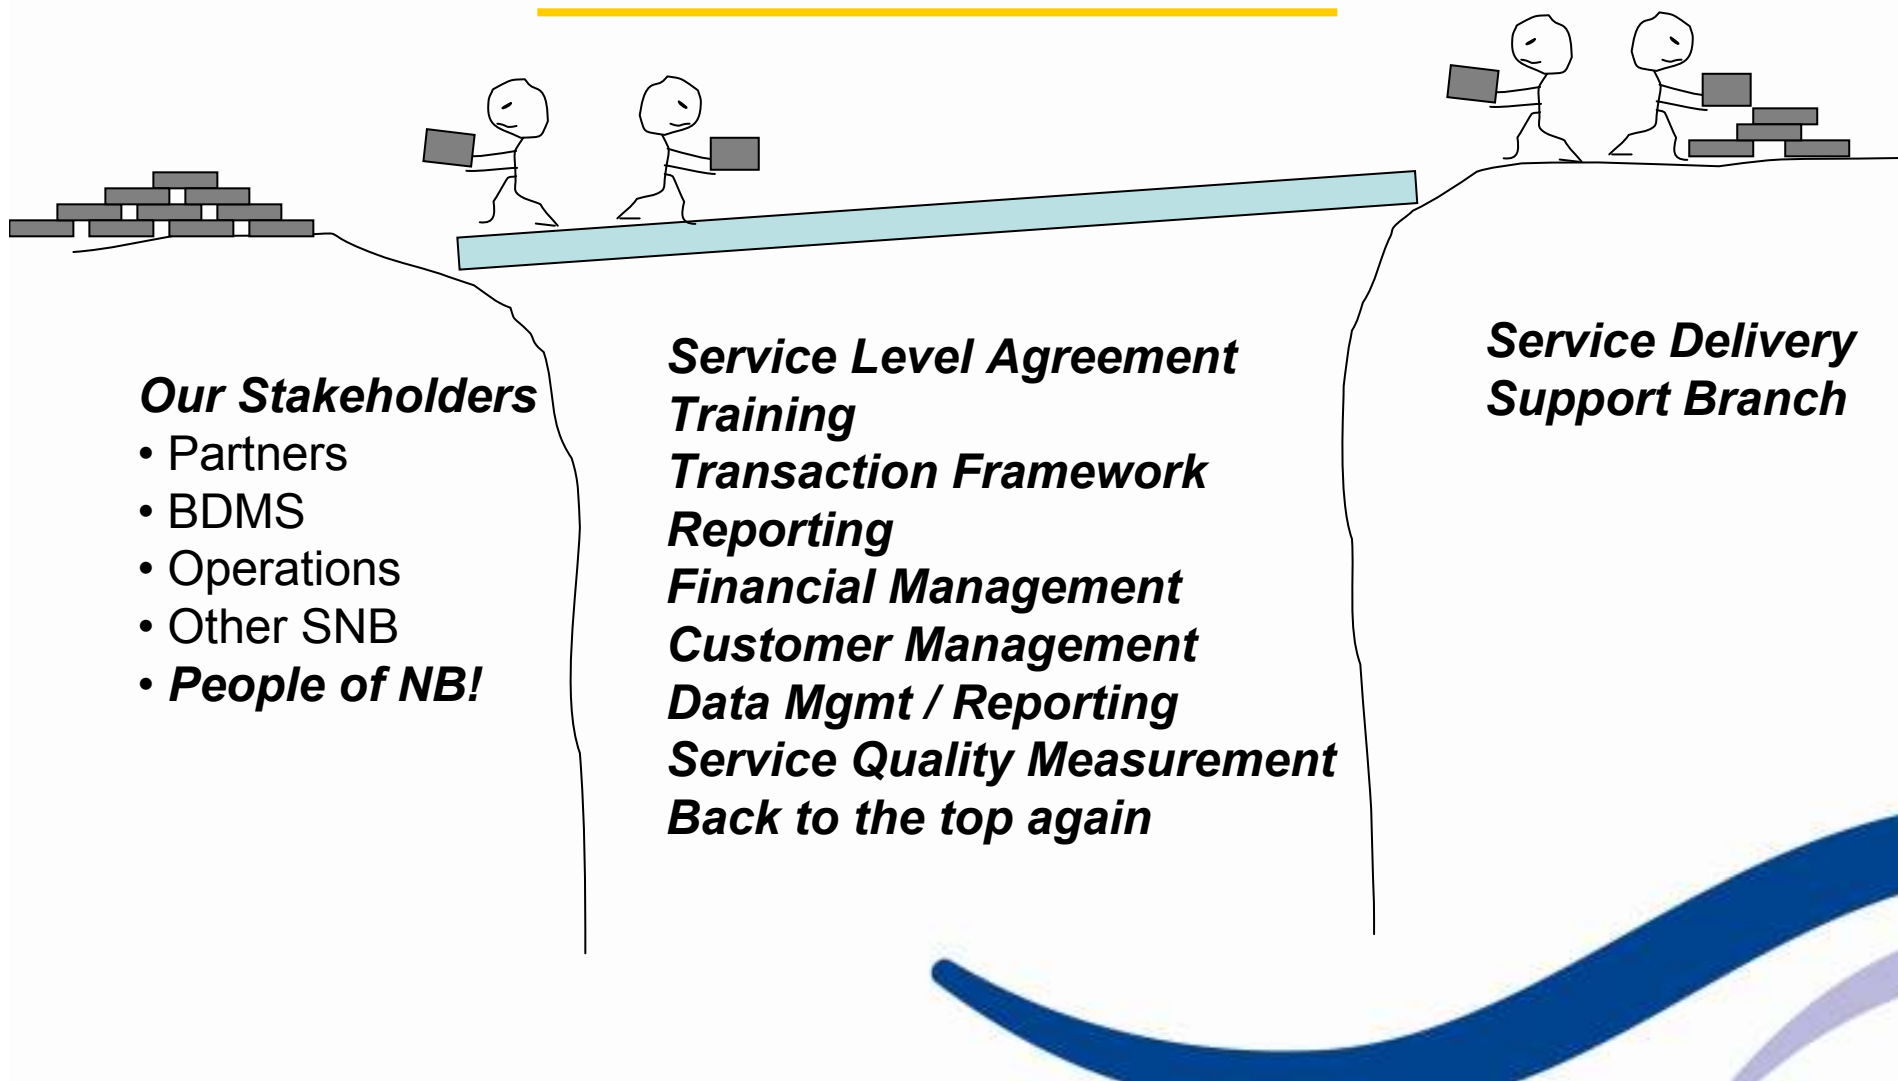 Our Stakeholders
• Partners
• BDMS
• Operations
• Other SNB
• People of NB!
Service Level Agreement
Training
Transaction Framework
Reporting
Financial Management
Customer Management
Data Mgmt / Reporting
Service Quality Measurement
Back to the top again
Service Delivery
Support Branch